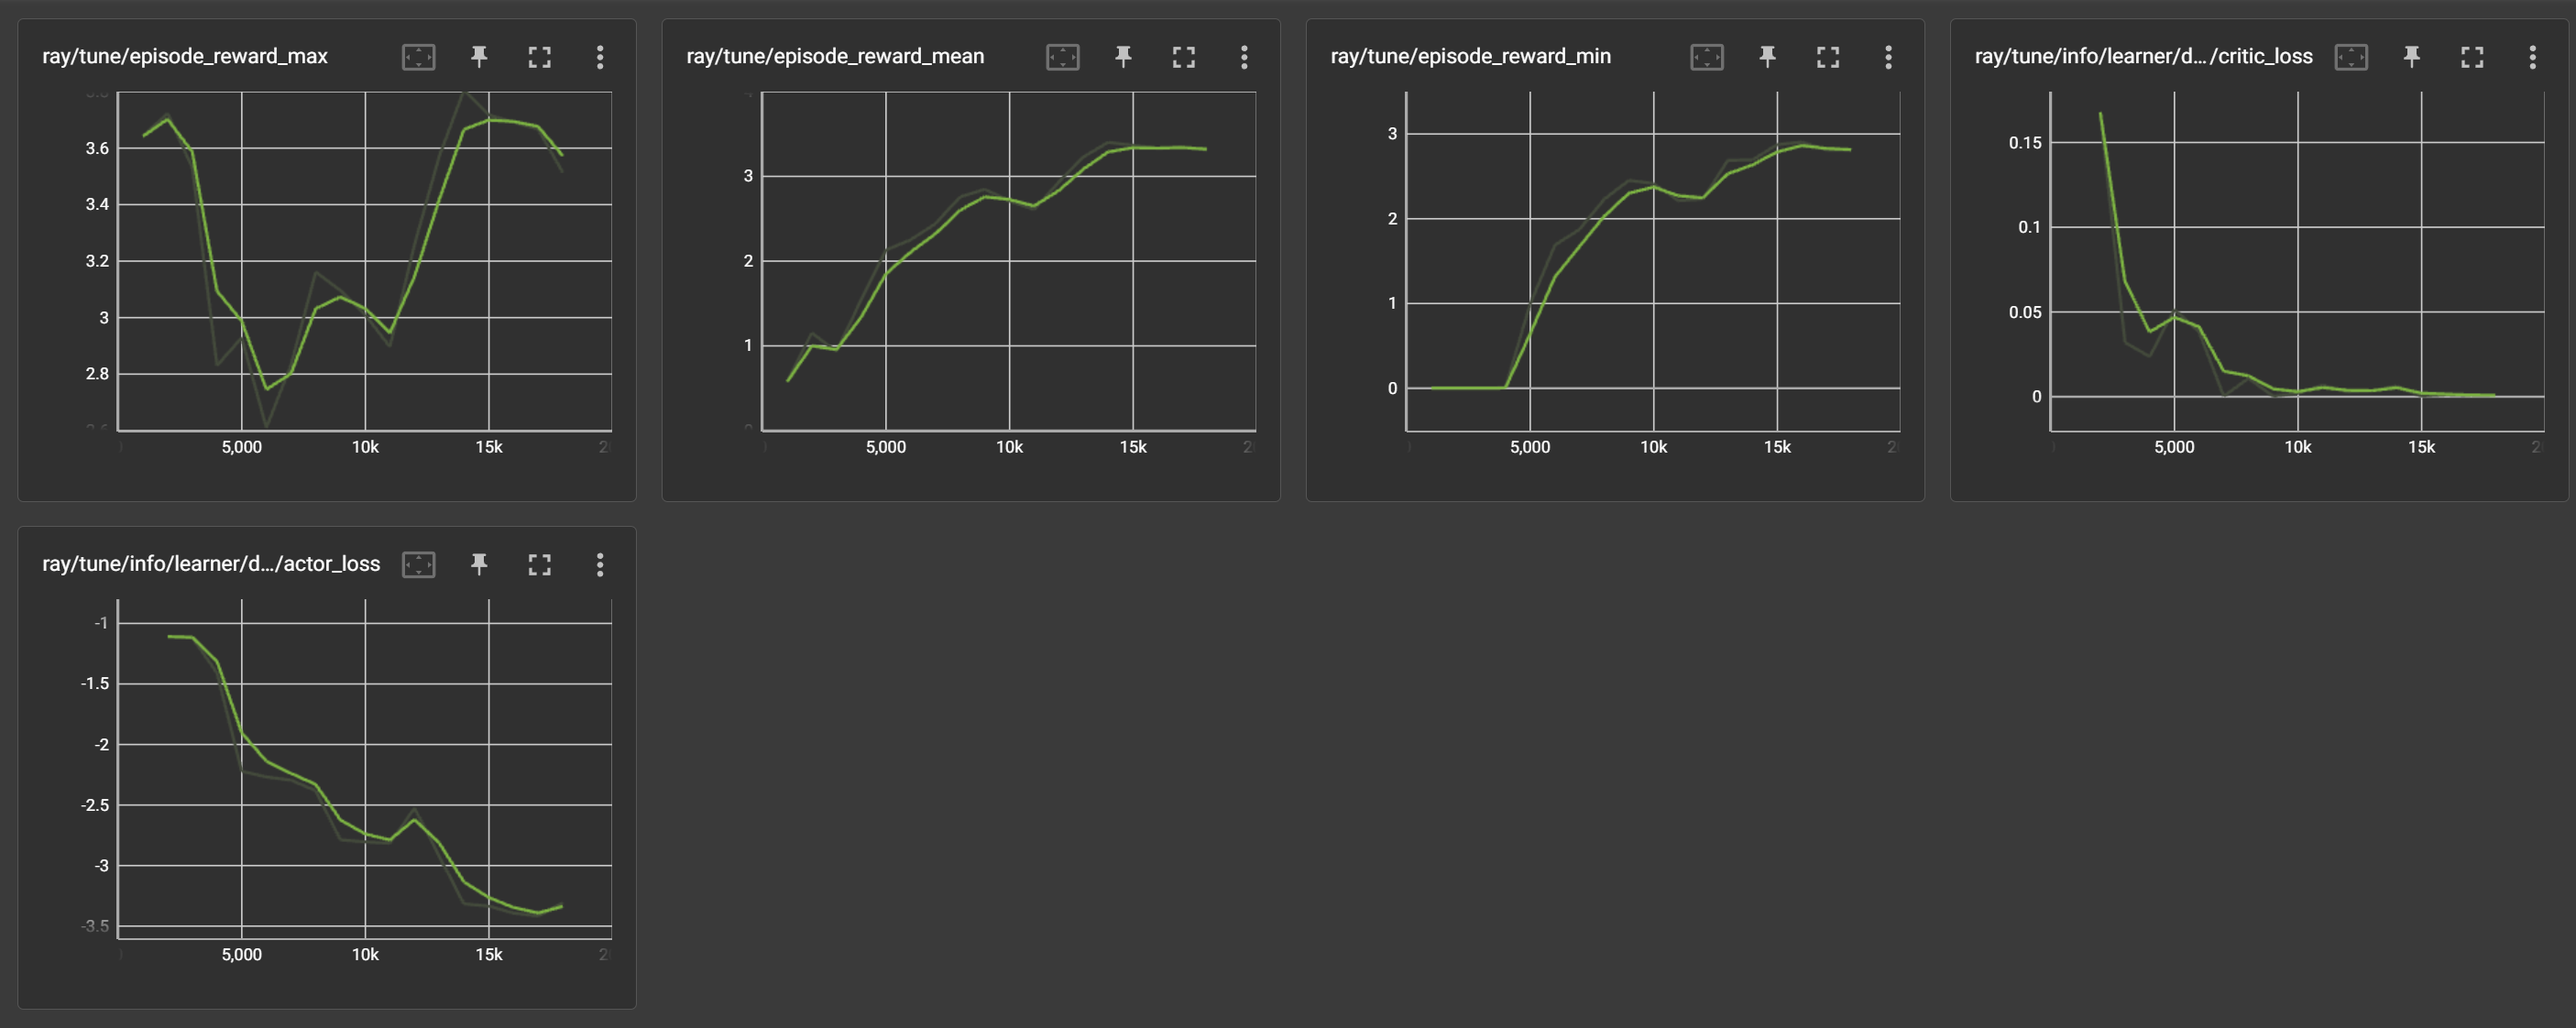 ray/tune/episode_reward_max
3.6
3.4
3.2
3
2.8
5,000 10k 15k
ray/tune/episode_reward_mean
3
2
1
5,000 10k 15k
ray/tune/episode_reward_min
3
2
1
0
5,000 10k 15k
ray/tune/info/learner/d.../critic_loss
0.15
0.1
0.05
0
5,000 10k 15k
ray/tune/info/learner/d.../actor_loss
-1
-1.5
-2
-2.5
-3
-3.5
5,000 10k 15k